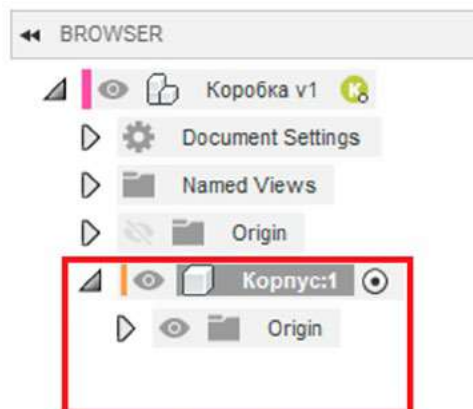 BROWSER
Коробка v1 K
Document Settings
Named Views
Origin
Корпус:1
Origin